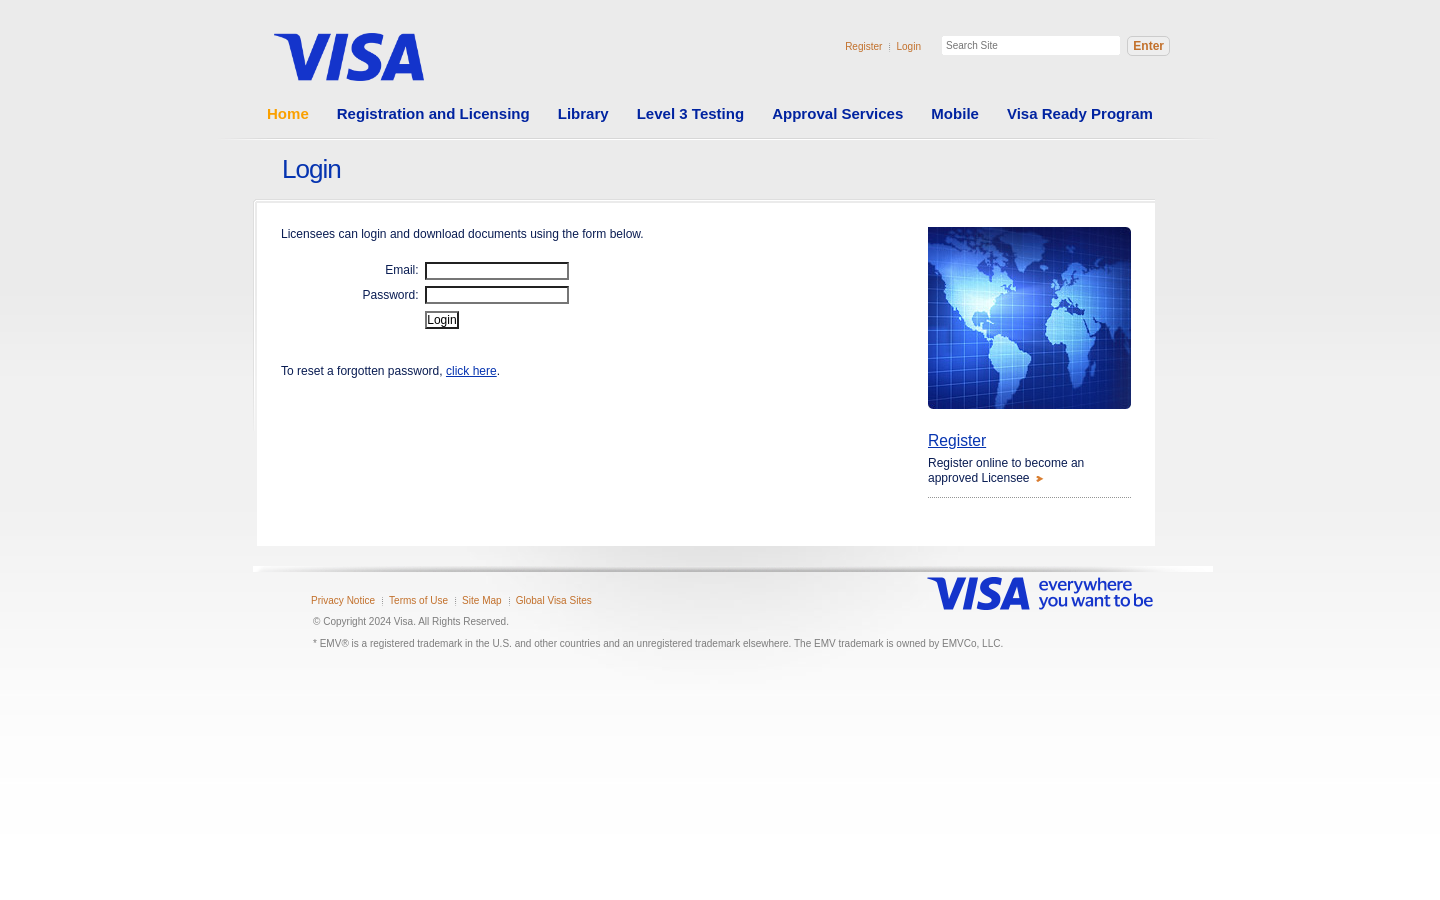 VISA
Register
Login
Search Site
Enter
Home
Registration and Licensing
Library
Level 3 Testing
Approval Services
Mobile
Visa Ready Program
Login
Licensees can login and download documents using the form below.
Email:
Password:
Login
To reset a forgotten password, click here.
Register
Register online to become an
approved Licensee
VISA
everywhere
you want to be
Privacy Notice
Terms of Use
Site Map
Global Visa Sites
© Copyright 2024 Visa. All Rights Reserved.
* EMV® is a registered trademark in the U.S. and other countries and an unregistered trademark elsewhere. The EMV trademark is owned by EMVCo, LLC.